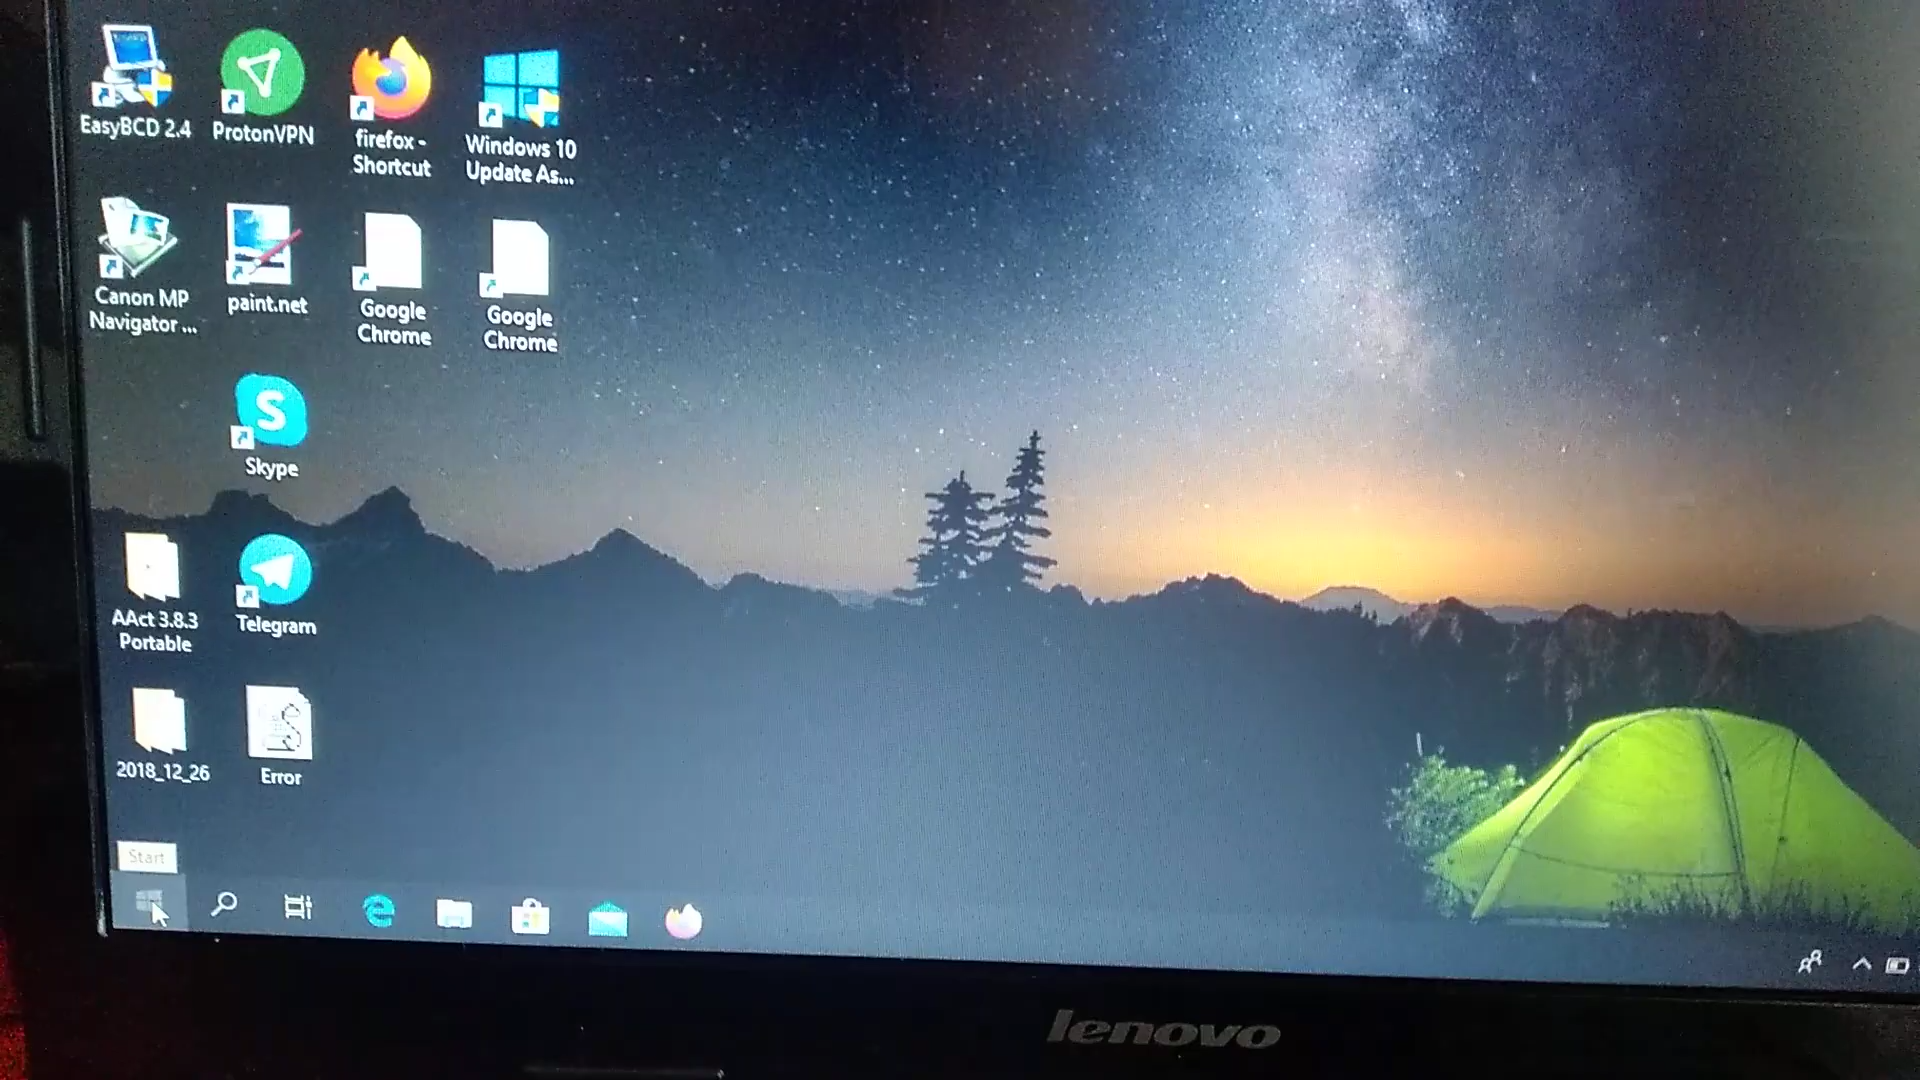 EasyBCD 2.4
ProtonVPN
firefox -
Shortcut
Windows 10
Update As...
Canon MP
Navigator ...
paint.net
Google
Chrome
Google
Chrome
Skype
AAct 3.8.3
Portable
Telegram
2018_12_26
Error
Start
lenovo